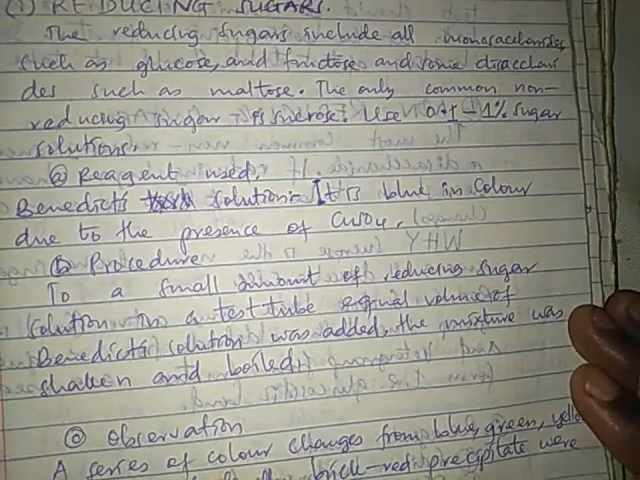 (1) REDUCING SUGARS.
The reducing sugars include all monosaccharides
such as glucose, and fructose and some disacchari
des such as maltose. The only common non-
reducing sugar is sucrose. Use 0.1 - 1% sugar
solutions.
(a) Reagent used,
Benedict's solution. It is blue in colour
due to the presence of CuSO4,
(b) Procedure
To a small amount of reducing sugar
solution in a test tube equal volume of
Benedict's solution was added, the mixture was
shaken and boiled.
(c) Observation
A series of colour changes from blue, green, yello
brick-red precipitate were